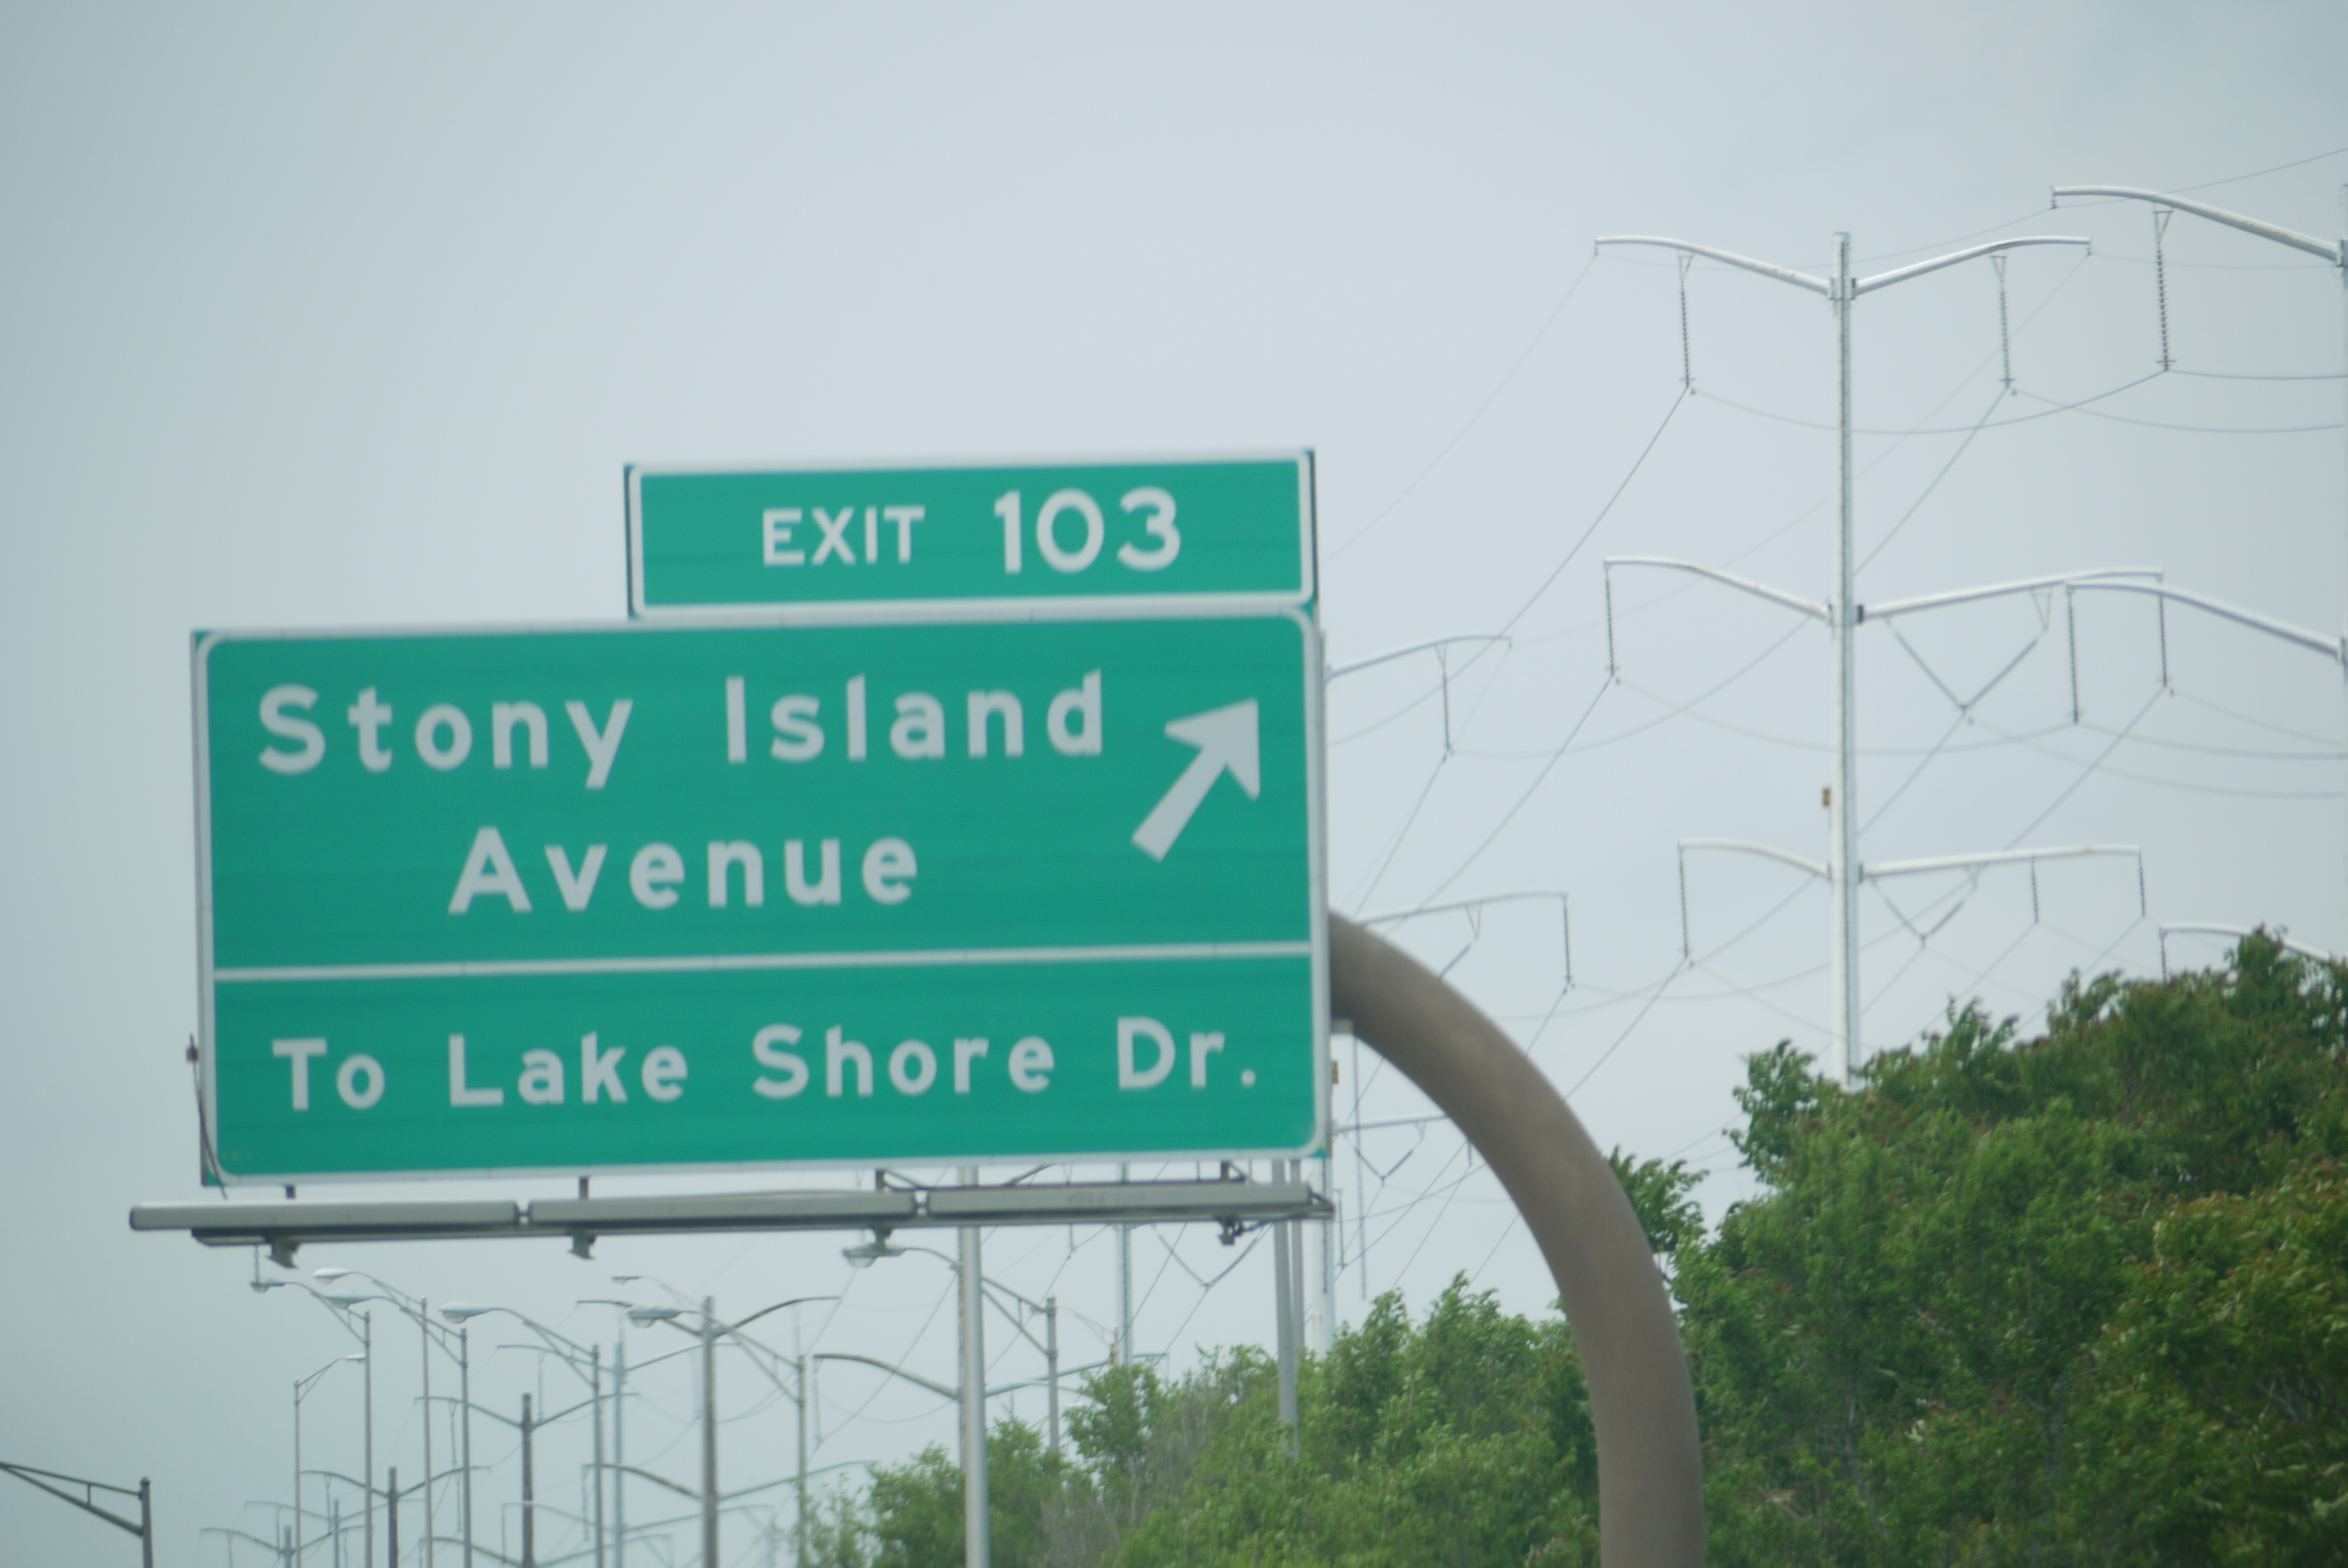 EXIT 103
Stony Island
Avenue
To Lake Shore Dr.